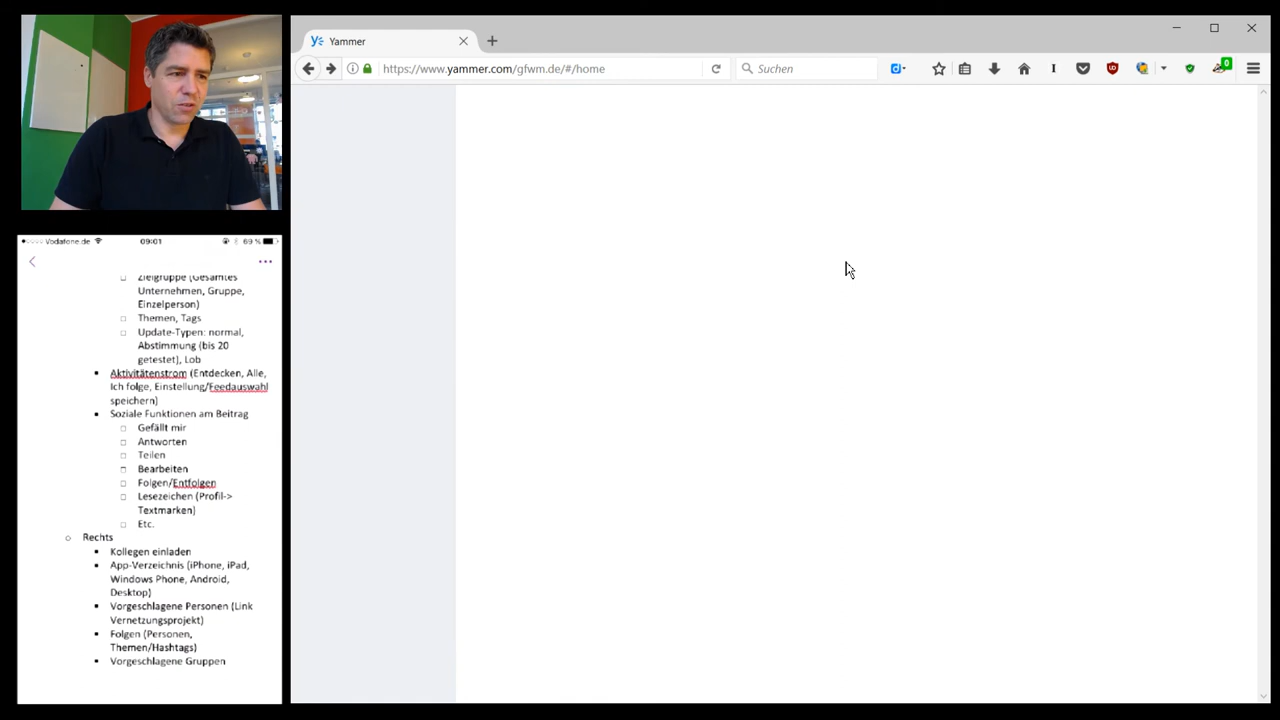 Yammer
https://www.yammer.com/gfwm.de/#/home
Suchen
0
Vodafone.de
09:01
69 %
Zielgruppe (Gesamtes
Unternehmen, Gruppe,
Einzelperson)
Themen, Tags
Update-Typen: normal,
Abstimmung (bis 20
getestet), Lob
Aktivitätenstrom (Entdecken, Alle,
Ich folge, Einstellung/Feedauswahl
speichern)
Soziale Funktionen am Beitrag
Gefällt mir
Antworten
Teilen
Bearbeiten
Folgen/Entfolgen
Lesezeichen (Profil->
Textmarken)
Etc.
Rechts
Kollegen einladen
App-Verzeichnis (iPhone, iPad,
Windows Phone, Android,
Desktop)
Vorgeschlagene Personen (Link
Vernetzungsprojekt)
Folgen (Personen,
Themen/Hashtags)
Vorgeschlagene Gruppen